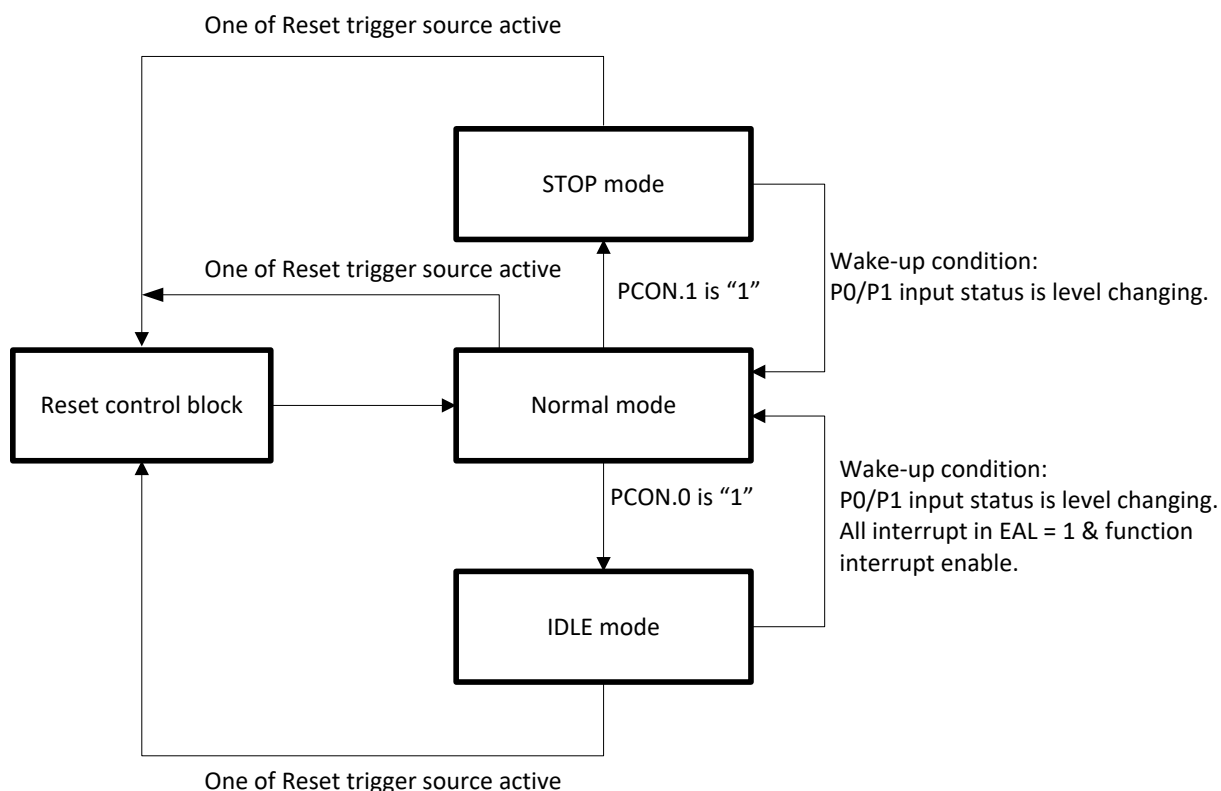 One of Reset trigger source active
STOP mode
One of Reset trigger source active
PCON.1 is “1”
Wake-up condition:
P0/P1 input status is level changing.
Reset control block
Normal mode
PCON.0 is “1”
Wake-up condition:
P0/P1 input status is level changing.
All interrupt in EAL = 1 & function
interrupt enable.
IDLE mode
One of Reset trigger source active